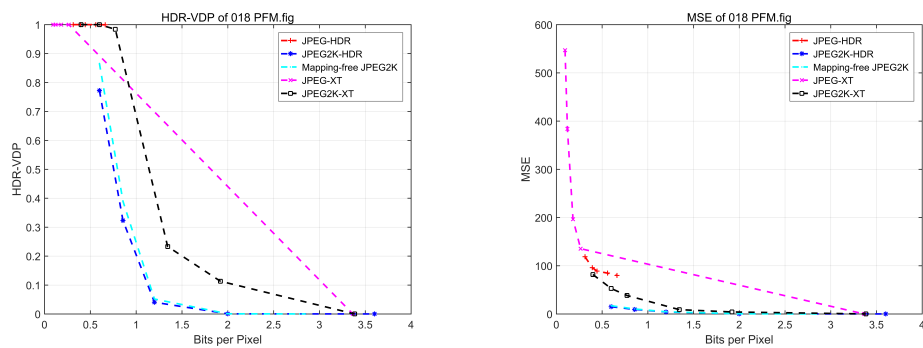 HDR-VDP of 018 PFM.fig
1
0.9
0.8
0.7
0.6
0.5
0.4
0.3
0.2
0.1
0
HDR-VDP
0 0.5 1 1.5 2 2.5 3 3.5 4
Bits per Pixel
JPEG-HDR
JPEG2K-HDR
Mapping-free JPEG2K
JPEG-XT
JPEG2K-XT
MSE of 018 PFM.fig
600
500
400
300
200
100
0
MSE
0 0.5 1 1.5 2 2.5 3 3.5 4
Bits per Pixel
JPEG-HDR
JPEG2K-HDR
Mapping-free JPEG2K
JPEG-XT
JPEG2K-XT